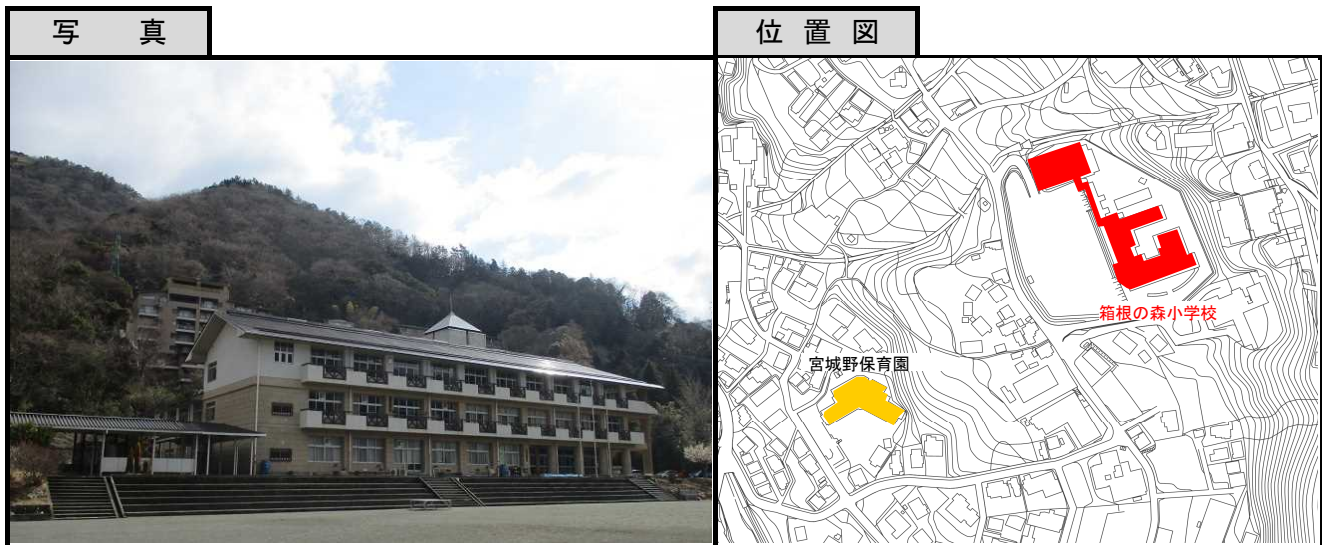 写 真
位 置 図
箱根の森小学校
宮城野保育園